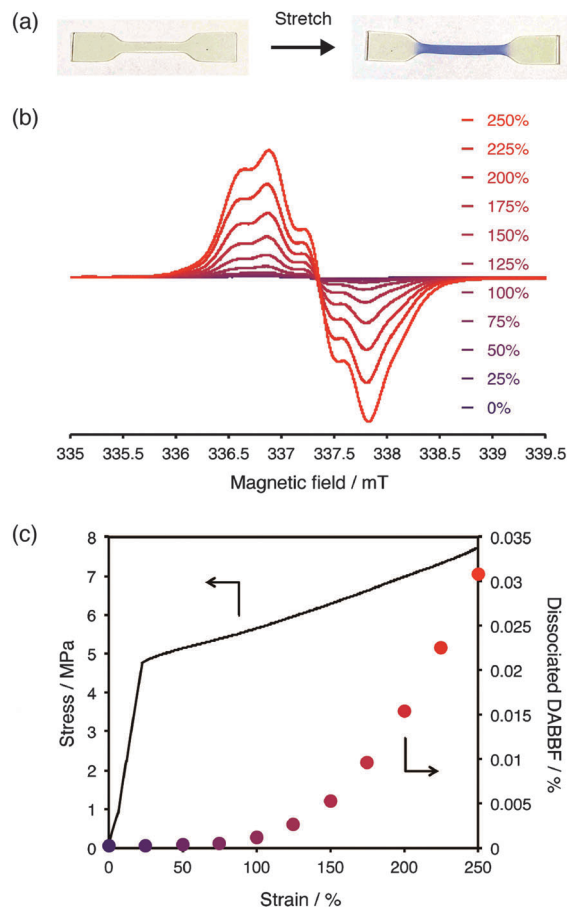 (a)
Stretch
(b)
250%
225%
200%
175%
150%
125%
100%
75%
50%
25%
0%
335 335.5 336 336.5 337 337.5 338 338.5 339 339.5
Magnetic field / mT
(c)
8
7
6
5
4
3
2
1
0
Stress / MPa
0.035
0.03
0.025
0.02
0.015
0.01
0.005
0
Dissociated DABBF / %
0 50 100 150 200 250
Strain / %